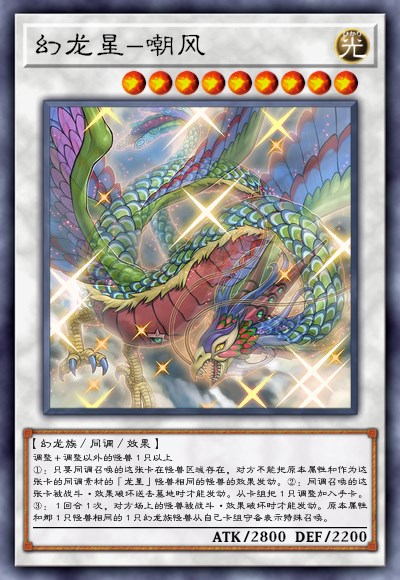 幻龙星-嘲风
光
ひかり
【幻龙族/同调/效果】
调整+调整以外的怪兽1只以上
①:只要同调召唤的这张卡在怪兽区域存在,对方不能把原本属性和作为这
张卡的同调素材的「龙星」怪兽相同的怪兽的效果发动。②:同调召唤的
这张卡被战斗·效果破坏送去墓地时才能发动。从卡组把1只调整加入手卡。
③:1回合1次,对方场上的怪兽被战斗·效果破坏时才能发动。原本属性
和那1只怪兽相同的1只幻龙族怪兽从自己卡组守备表示特殊召唤。
ATK/2800 DEF/2200